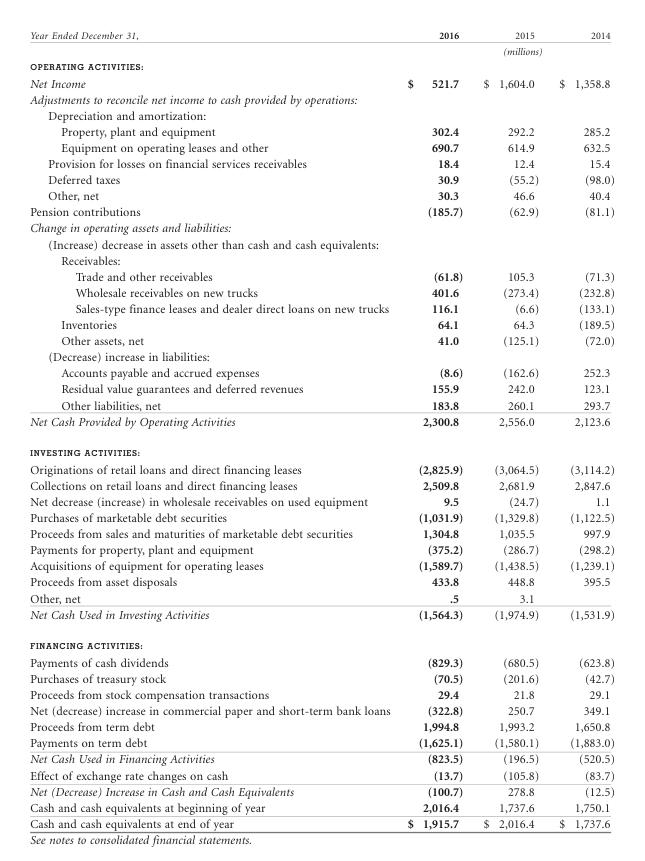 Year Ended December 31, 2016 2015 2014
(millions)
OPERATING ACTIVITIES:
Net Income $ 521.7 $ 1,604.0 $ 1,358.8
Adjustments to reconcile net income to cash provided by operations:
Depreciation and amortization:
Property, plant and equipment 302.4 292.2 285.2
Equipment on operating leases and other 690.7 614.9 632.5
Provision for losses on financial services receivables 18.4 12.4 15.4
Deferred taxes 30.9 (55.2) (98.0)
Other, net 30.3 46.6 40.4
Pension contributions (185.7) (62.9) (81.1)
Change in operating assets and liabilities:
(Increase) decrease in assets other than cash and cash equivalents:
Receivables:
Trade and other receivables (61.8) 105.3 (71.3)
Wholesale receivables on new trucks 401.6 (273.4) (232.8)
Sales-type finance leases and dealer direct loans on new trucks 116.1 (6.6) (133.1)
Inventories 64.1 64.3 (189.5)
Other assets, net 41.0 (125.1) (72.0)
(Decrease) increase in liabilities:
Accounts payable and accrued expenses (8.6) (162.6) 252.3
Residual value guarantees and deferred revenues 155.9 242.0 123.1
Other liabilities, net 183.8 260.1 293.7
Net Cash Provided by Operating Activities 2,300.8 2,556.0 2,123.6
INVESTING ACTIVITIES:
Originations of retail loans and direct financing leases (2,825.9) (3,064.5) (3,114.2)
Collections on retail loans and direct financing leases 2,509.8 2,681.9 2,847.6
Net decrease (increase) in wholesale receivables on used equipment 9.5 (24.7) 1.1
Purchases of marketable debt securities (1,031.9) (1,329.8) (1,122.5)
Proceeds from sales and maturities of marketable debt securities 1,304.8 1,035.5 997.9
Payments for property, plant and equipment (375.2) (286.7) (298.2)
Acquisitions of equipment for operating leases (1,589.7) (1,438.5) (1,239.1)
Proceeds from asset disposals 433.8 448.8 395.5
Other, net .5 3.1
Net Cash Used in Investing Activities (1,564.3) (1,974.9) (1,531.9)
FINANCING ACTIVITIES:
Payments of cash dividends (829.3) (680.5) (623.8)
Purchases of treasury stock (70.5) (201.6) (42.7)
Proceeds from stock compensation transactions 29.4 21.8 29.1
Net (decrease) increase in commercial paper and short-term bank loans (322.8) 250.7 349.1
Proceeds from term debt 1,994.8 1,993.2 1,650.8
Payments on term debt (1,625.1) (1,580.1) (1,883.0)
Net Cash Used in Financing Activities (823.5) (196.5) (520.5)
Effect of exchange rate changes on cash (13.7) (105.8) (83.7)
Net (Decrease) Increase in Cash and Cash Equivalents (100.7) 278.8 (12.5)
Cash and cash equivalents at beginning of year 2,016.4 1,737.6 1,750.1
Cash and cash equivalents at end of year $ 1,915.7 $ 2,016.4 $ 1,737.6
See notes to consolidated financial statements.